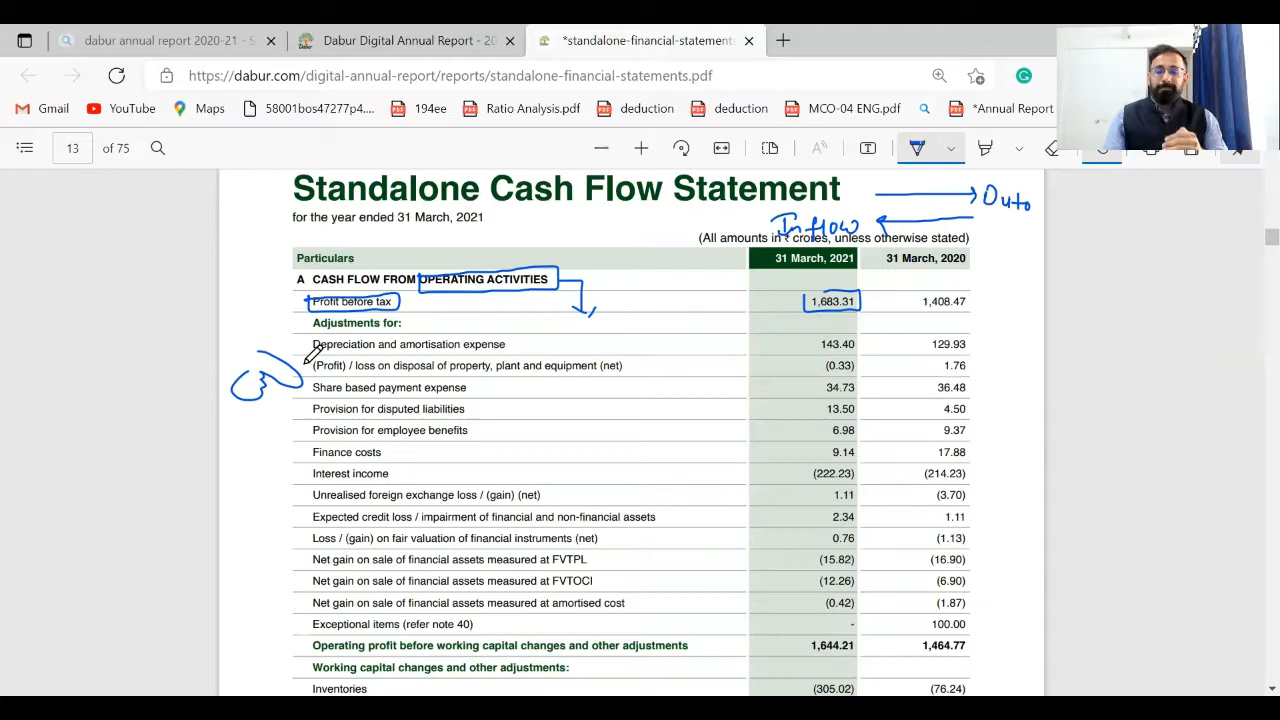 dabur annual report 2020-21 - S
Dabur Digital Annual Report - 20
*standalone-financial-statements
https://dabur.com/digital-annual-report/reports/standalone-financial-statements.pdf
Gmail YouTube Maps 58001bos47277p4.... 194ee Ratio Analysis.pdf deduction deduction MCO-04 ENG.pdf *Annual Report
13 of 75
Standalone Cash Flow Statement
for the year ended 31 March, 2021
Inflow
(All amounts in ₹ crores, unless otherwise stated)
Particulars 31 March, 2021 31 March, 2020
A CASH FLOW FROM OPERATING ACTIVITIES
Profit before tax 1,683.31 1,408.47
Adjustments for:
Depreciation and amortisation expense 143.40 129.93
(Profit) / loss on disposal of property, plant and equipment (net) (0.33) 1.76
Share based payment expense 34.73 36.48
Provision for disputed liabilities 13.50 4.50
Provision for employee benefits 6.98 9.37
Finance costs 9.14 17.88
Interest income (222.23) (214.23)
Unrealised foreign exchange loss / (gain) (net) 1.11 (3.70)
Expected credit loss / impairment of financial and non-financial assets 2.34 1.11
Loss / (gain) on fair valuation of financial instruments (net) 0.76 (1.13)
Net gain on sale of financial assets measured at FVTPL (15.82) (16.90)
Net gain on sale of financial assets measured at FVTOCI (12.26) (6.90)
Net gain on sale of financial assets measured at amortised cost (0.42) (1.87)
Exceptional items (refer note 40) - 100.00
Operating profit before working capital changes and other adjustments 1,644.21 1,464.77
Working capital changes and other adjustments:
Inventories (305.02) (76.24)